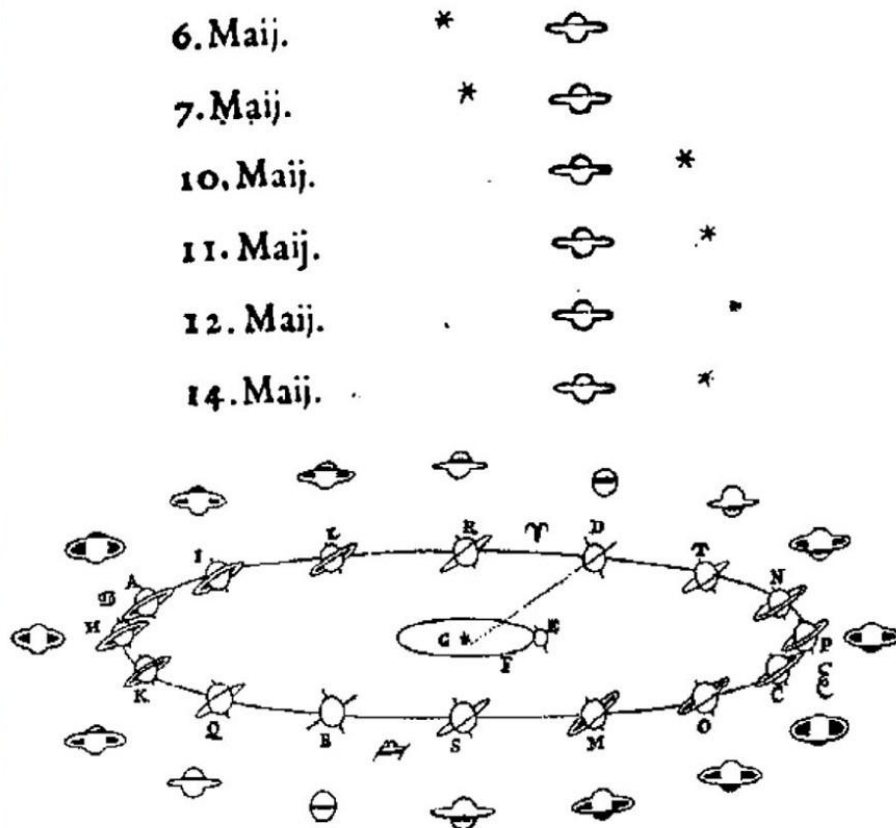 6. Maij.
7. Maij.
10. Maij.
11. Maij.
12. Maij.
14. Maij.
L R ♈ D
I T
A N
H
G E P
F
K C
Q B S M O
♎